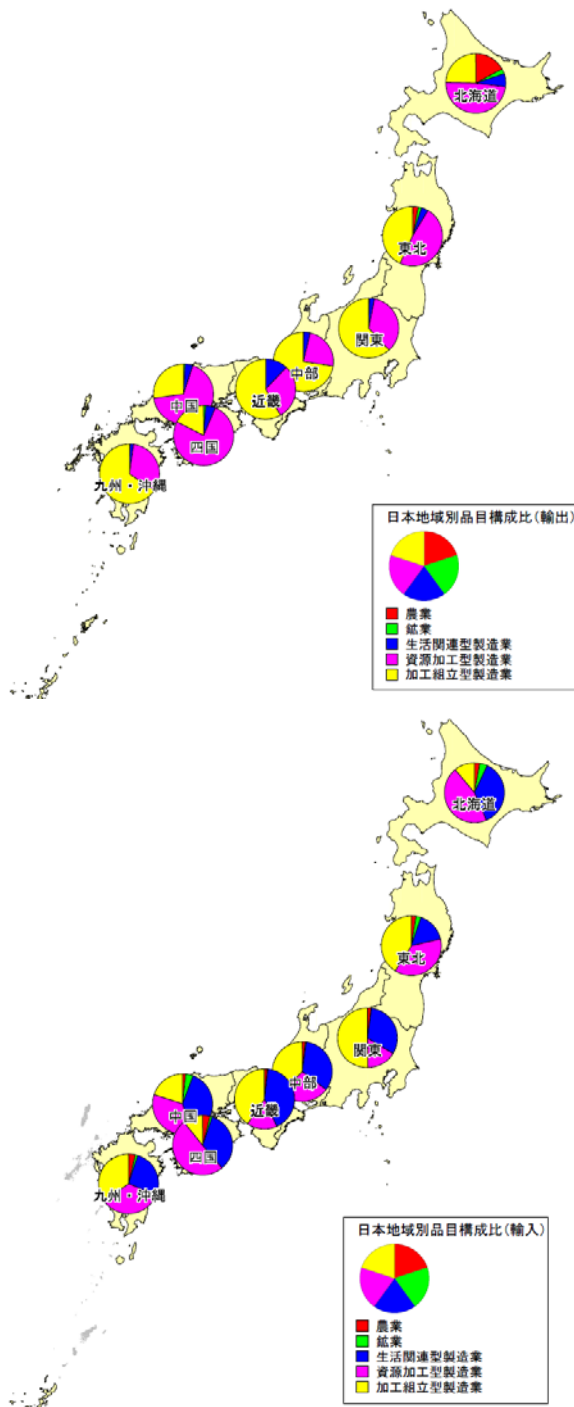 北海道
東北
関東
中部
近畿
中国
四国
九州・沖縄
日本地域別品目構成比(輸出)
農業
鉱業
生活関連型製造業
資源加工型製造業
加工組立型製造業
北海道
東北
関東
中部
近畿
中国
四国
九州・沖縄
日本地域別品目構成比(輸入)
農業
鉱業
生活関連型製造業
資源加工型製造業
加工組立型製造業